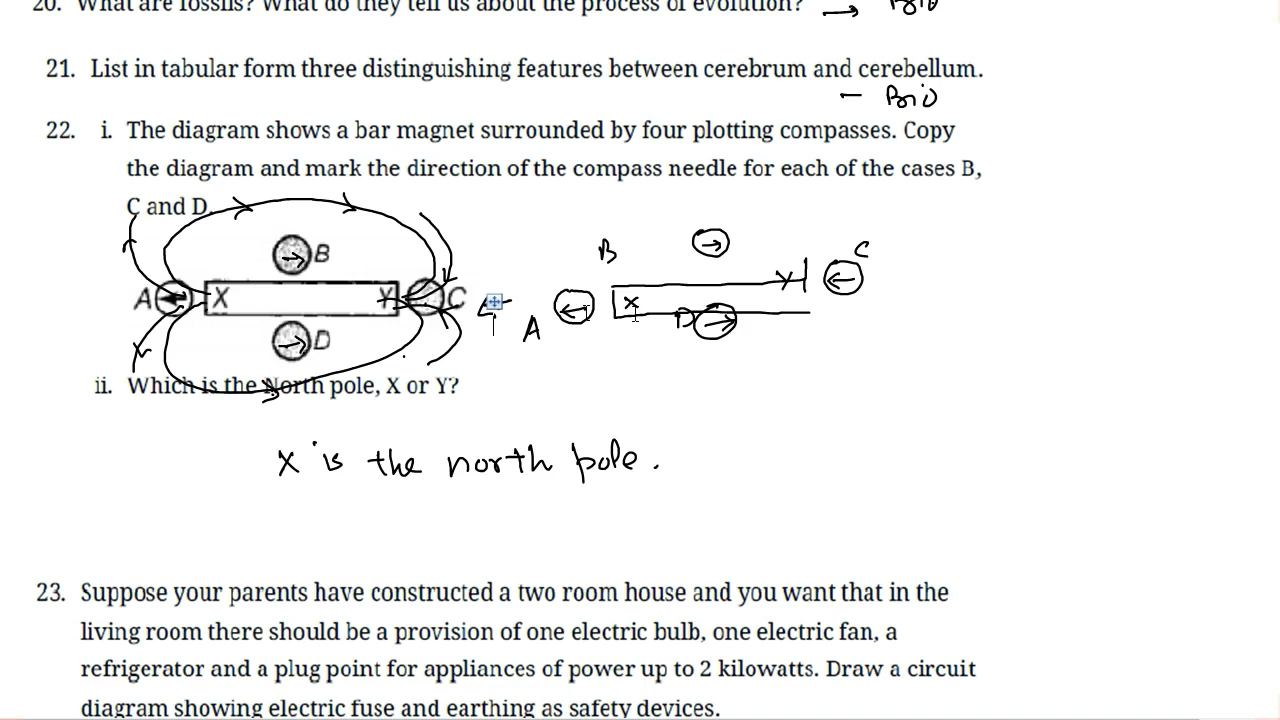 20. What are fossils? What do they tell us about the process of evolution? → Bio
21. List in tabular form three distinguishing features between cerebrum and cerebellum.
— Bio
22. i. The diagram shows a bar magnet surrounded by four plotting compasses. Copy
the diagram and mark the direction of the compass needle for each of the cases B,
C and D.
B
A X Y C
D
B C
A X Y
D
ii. Which is the North pole, X or Y?
X is the north pole.
23. Suppose your parents have constructed a two room house and you want that in the
living room there should be a provision of one electric bulb, one electric fan, a
refrigerator and a plug point for appliances of power up to 2 kilowatts. Draw a circuit
diagram showing electric fuse and earthing as safety devices.